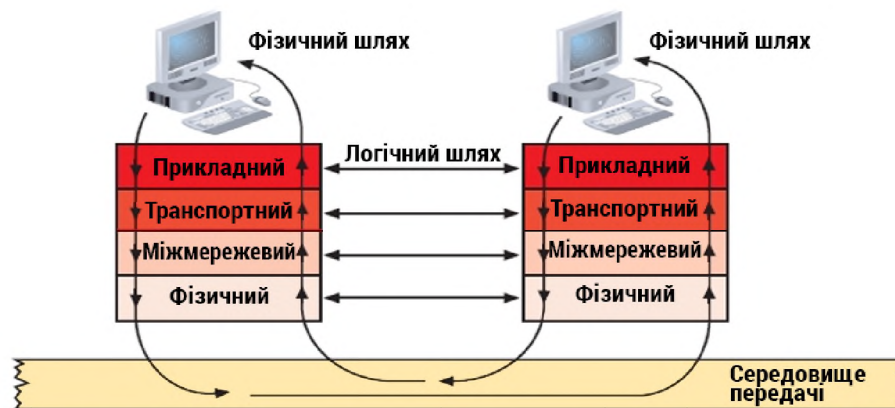 Фізичний шлях
Фізичний шлях
Логічний шлях
Прикладний
Прикладний
Транспортний
Транспортний
Міжмережевий
Міжмережевий
Фізичний
Фізичний
Середовище
передачі